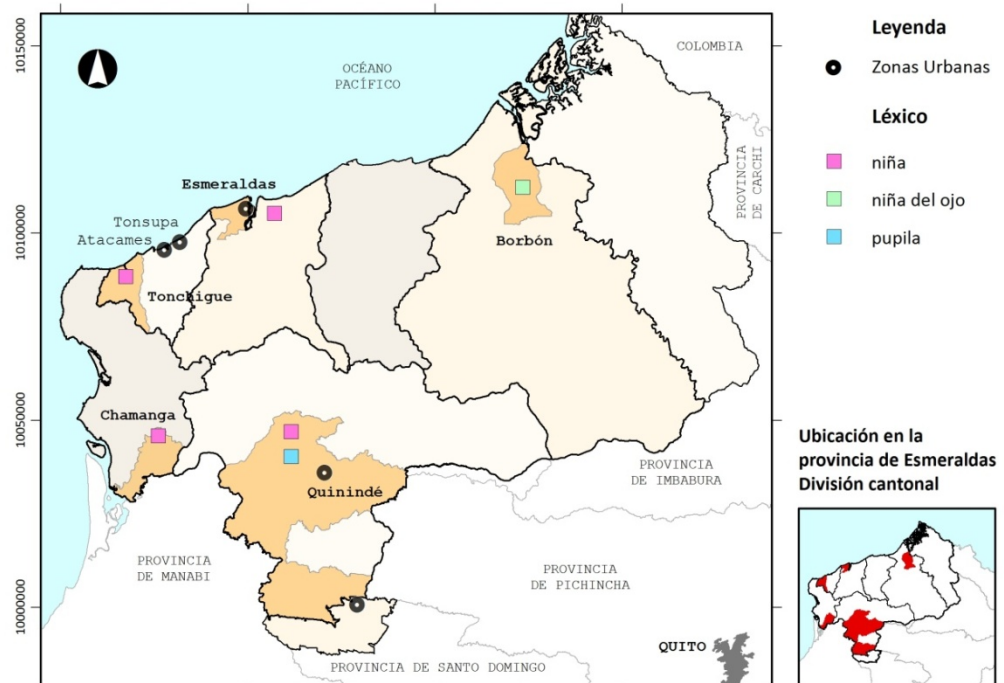 COLOMBIA
OCÉANO
PACÍFICO
PROVINCIA
DE CARCHI
Esmeraldas
Tonsupa
Atacames
Borbón
Tonchigue
Chamanga
Quinindé
PROVINCIA
DE IMBABURA
PROVINCIA
DE MANABI
PROVINCIA
DE PICHINCHA
QUITO
PROVINCIA DE SANTO DOMINGO
10150000
10100000
10050000
10000000
Leyenda
Zonas Urbanas
Léxico
niña
niña del ojo
pupila
Ubicación en la
provincia de Esmeraldas
División cantonal